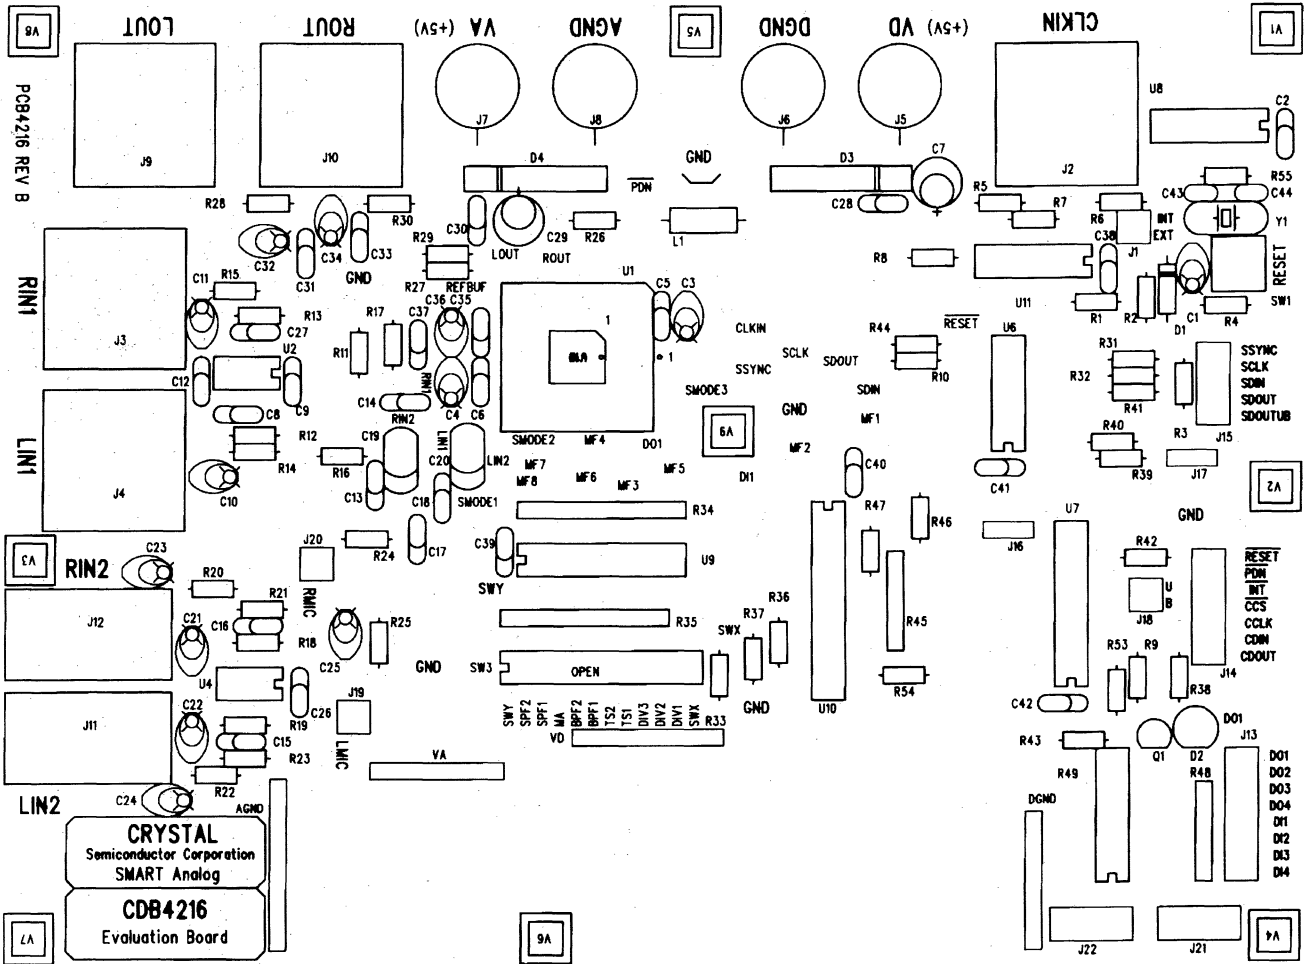 V8
LOUT
ROUT
(+5V) VA
AGND
V5
DGND
VD (+5V)
CLKIN
V1
PCB4216 REV B
J9
J10
J7
J8
J6
J5
J2
U8
C2
D4
GND
D3
C7
PDN
R28
R30
C30
C29
R26
L1
C28
R5
R7
R6
R55
C43
C44
Y1
C32
C31
C34
C33
GND
R29
LOUT
ROUT
R27
REFBUF
R8
U11
C38
INT
EXT
J1
RESET
SW1
RIN1
J3
C11
R15
R13
C27
U2
C12
C9
C8
R11
R17
C37
C36
C35
U1
1
C5
C3
1
CLKIN
SCLK
SSYNC
SDOUT
SDIN
SMODE3
R44
R10
RESET
U6
R1
R2
D1
C1
R4
R31
R32
R41
R3
J15
SSYNC
SCLK
SDIN
SDOUT
SDOUTUB
LIN1
J4
R12
R14
C10
C14
RIN1
RIN2
C4
C6
C19
R16
C13
LIN1
C20
LIN2
C18
SMODE1
SMODE2
MF4
DO1
V9
GND
MF1
MF2
DI1
MF7
MF8
MF6
MF3
MF5
C40
C41
R40
R39
J17
V2
GND
R34
R47
R46
J16
U7
R42
V3
RIN2
C23
J20
RMIC
R24
C17
C39
U9
SWY
J12
R20
C21
R21
C16
R18
C25
R25
R35
R37
R36
SWX
R45
U
B
J18
RESET
PDN
INT
CCS
CCLK
CDIN
CDOUT
J14
U4
GND
SW3
OPEN
R33
GND
U10
R54
R53
R9
R38
C42
J11
C22
C26
R19
C15
R23
R22
J19
LMIC
SWY
SPF2
SPF1
MA
BPF2
BPF1
TS2
TS1
DIV3
DIV2
DIV1
SWX
VD
VA
R43
Q1
D2
DO1
J13
R49
R48
DO1
DO2
DO3
DO4
DI1
DI2
DI3
DI4
LIN2
C24
AGND
DGND
CRYSTAL
Semiconductor Corporation
SMART Analog
CDB4216
Evaluation Board
V7
V6
J22
J21
V4